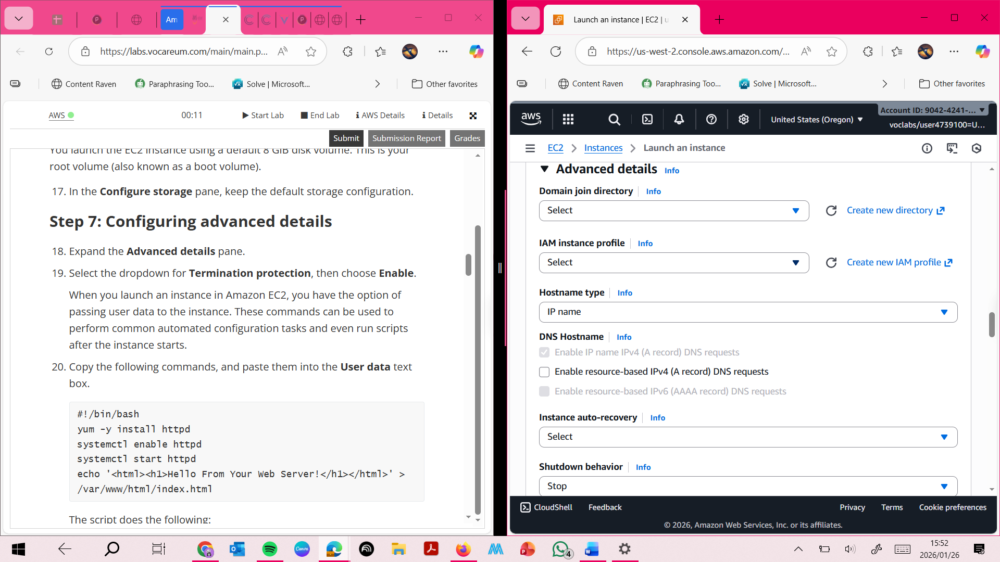 Am
https://labs.vocareum.com/main/main.p...
Content Raven
Paraphrasing Too...
Solve | Microsoft...
Other favorites
AWS
00:11
Start Lab
End Lab
AWS Details
Details
Submit
Submission Report
Grades
You launch the EC2 instance using a default 8 GiB disk volume. This is your
root volume (also known as a boot volume).
17. In the Configure storage pane, keep the default storage configuration.
Step 7: Configuring advanced details
18. Expand the Advanced details pane.
19. Select the dropdown for Termination protection, then choose Enable.
When you launch an instance in Amazon EC2, you have the option of
passing user data to the instance. These commands can be used to
perform common automated configuration tasks and even run scripts
after the instance starts.
20. Copy the following commands, and paste them into the User data text
box.
#!/bin/bash
yum -y install httpd
systemctl enable httpd
systemctl start httpd
echo '<html><h1>Hello From Your Web Server!</h1></html>' >
/var/www/html/index.html
The script does the following:
Launch an instance | EC2 | u
https://us-west-2.console.aws.amazon.com/...
Content Raven
Paraphrasing Too...
Solve | Microsoft...
Other favorites
aws
United States (Oregon)
Account ID: 9042-4241-...
voclabs/user4739100=U...
EC2
Instances
Launch an instance
Advanced details Info
Domain join directory Info
Select
Create new directory
IAM instance profile Info
Select
Create new IAM profile
Hostname type Info
IP name
DNS Hostname Info
Enable IP name IPv4 (A record) DNS requests
Enable resource-based IPv4 (A record) DNS requests
Enable resource-based IPv6 (AAAA record) DNS requests
Instance auto-recovery Info
Select
Shutdown behavior Info
Stop
CloudShell
Feedback
Privacy
Terms
Cookie preferences
© 2026, Amazon Web Services, Inc. or its affiliates.
Canva
4
15:52
2026/01/26